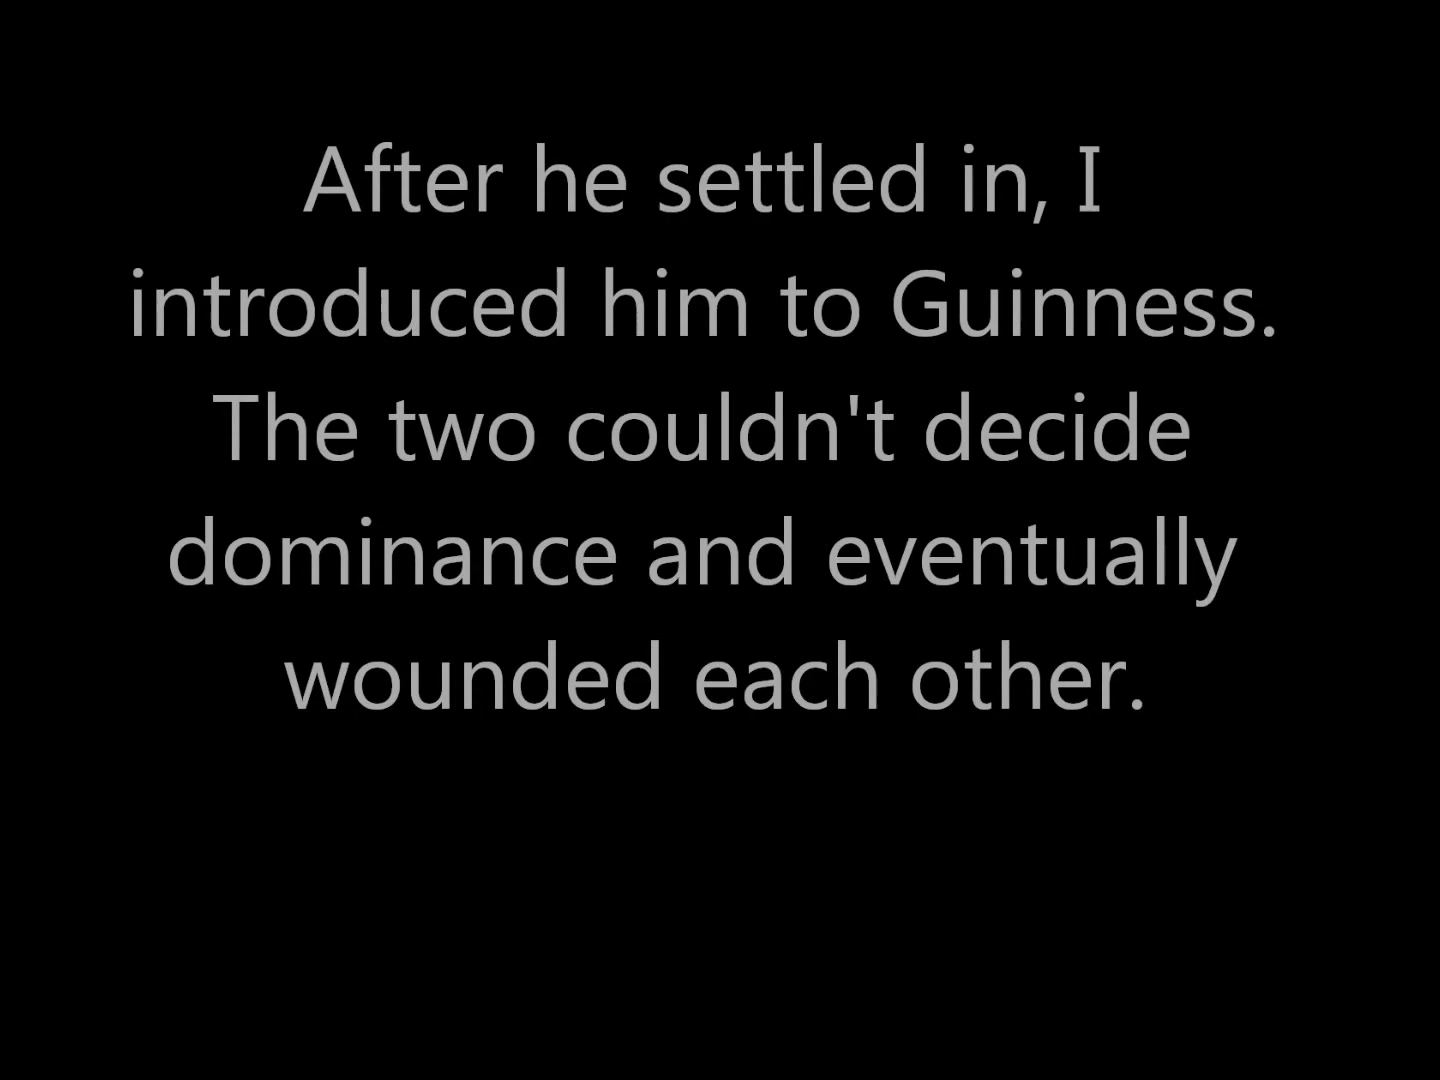 After he settled in, I
introduced him to Guinness.
The two couldn't decide
dominance and eventually
wounded each other.